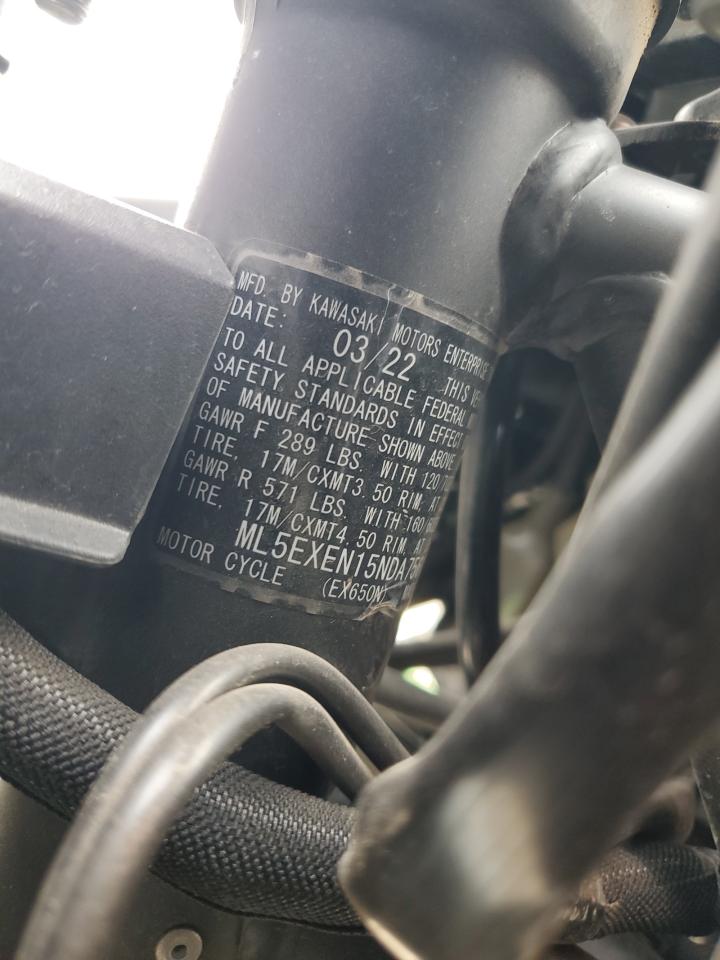 MFD. BY KAWASAKI MOTORS ENTERPRISE
DATE: 03/22 THIS
TO ALL APPLICABLE FEDERAL
SAFETY STANDARDS IN EFFECT
OF MANUFACTURE SHOWN ABOVE
GAWR F 289 LBS. WITH 120/
TIRE, 17M/CXMT3.50 RIM, AT
GAWR R 571 LBS. WITH 160/
TIRE, 17M/CXMT4.50 RIM, AT
ML5EXEN15NDA75
MOTOR CYCLE (EX650N)